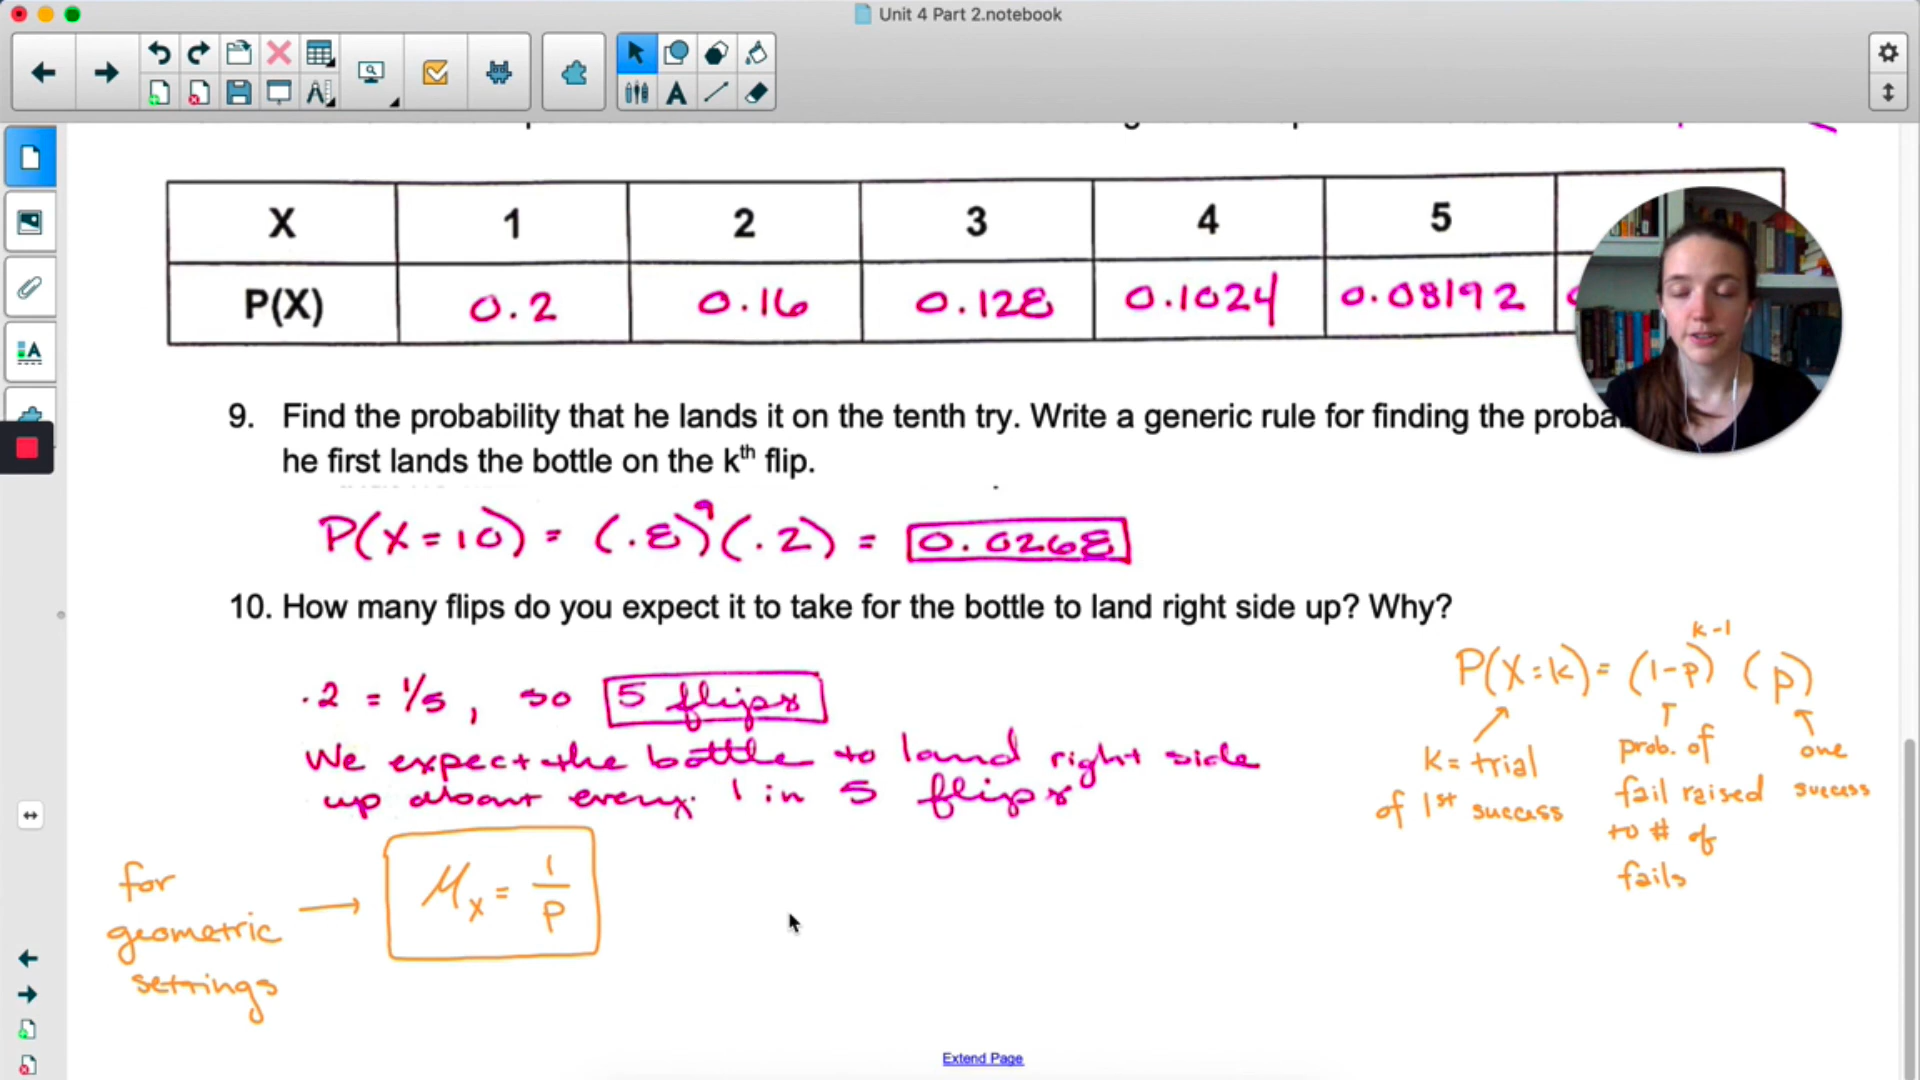 Unit 4 Part 2.notebook
X 1 2 3 4 5
P(X) 0.2 0.16 0.128 0.1024 0.08192
9. Find the probability that he lands it on the tenth try. Write a generic rule for finding the proba
he first lands the bottle on the kth flip.
P(X=10) = (.8)^9 (.2) = 0.0268
10. How many flips do you expect it to take for the bottle to land right side up? Why?
.2 = 1/5, so 5 flips
We expect the bottle to land right side
up about every 1 in 5 flips
for
geometric
settings
→ μx = 1/p
P(X=k) = (1-p)^k-1 (p)
k = trial
of 1st success
prob. of
fail raised
to # of
fails
one
success
Extend Page